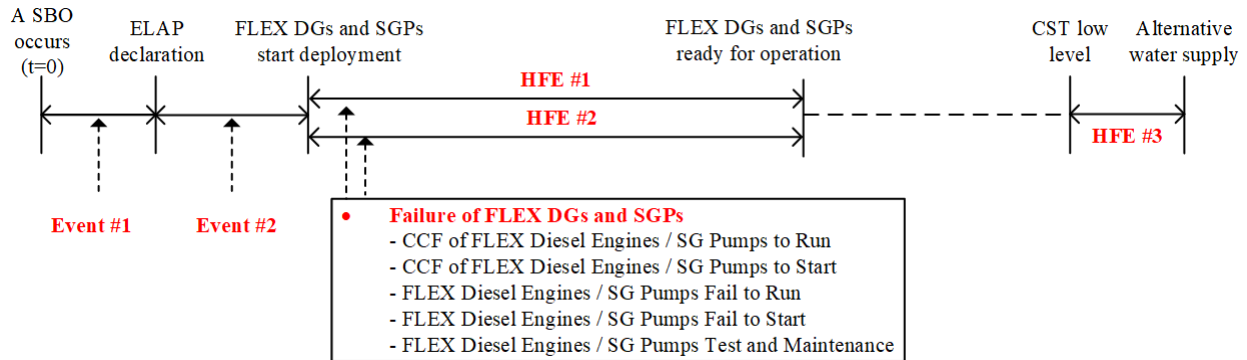 A SBO
occurs
(t=0)
ELAP
declaration
FLEX DGs and SGPs
start deployment
FLEX DGs and SGPs
ready for operation
CST low
level
Alternative
water supply
HFE #1
HFE #2
HFE #3
Event #1
Event #2
• Failure of FLEX DGs and SGPs
- CCF of FLEX Diesel Engines / SG Pumps to Run
- CCF of FLEX Diesel Engines / SG Pumps to Start
- FLEX Diesel Engines / SG Pumps Fail to Run
- FLEX Diesel Engines / SG Pumps Fail to Start
- FLEX Diesel Engines / SG Pumps Test and Maintenance